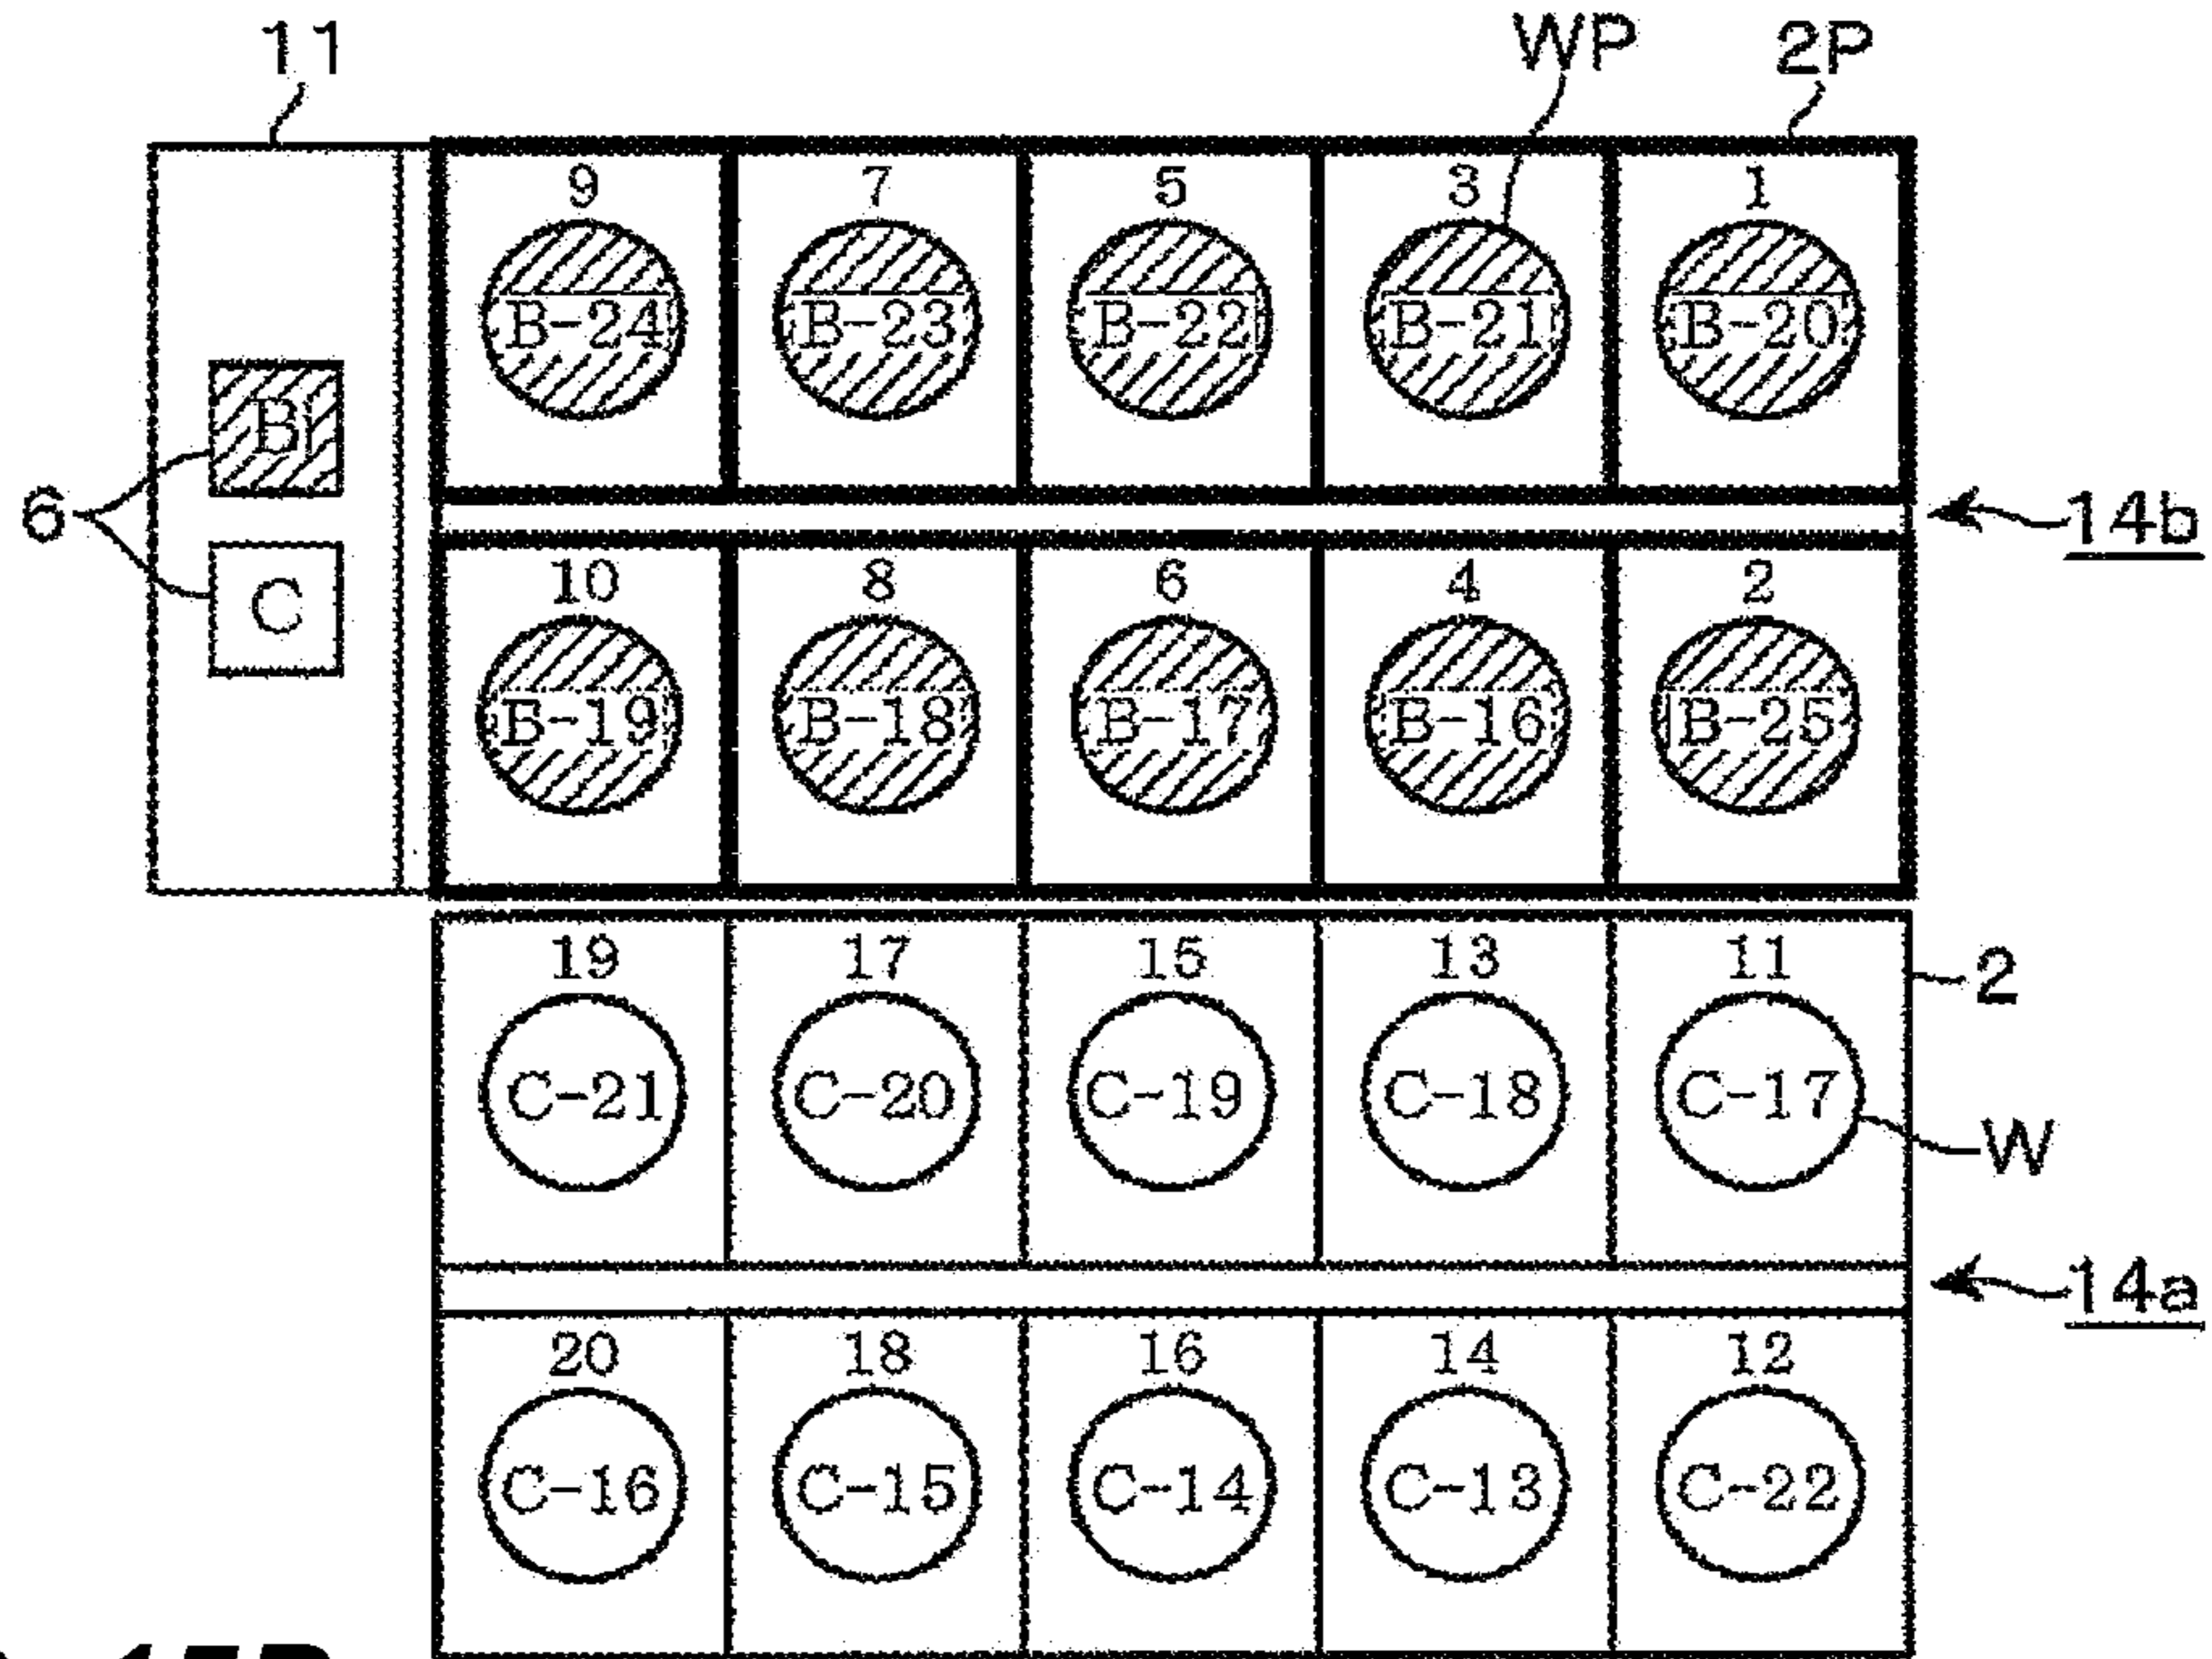 11 WP 2P
9 7 5 3 1
B-24 B-23 B-22 B-21 B-20
B
6
14b
C
10 8 6 4 2
B-19 B-18 B-17 B-16 B-25
19 17 15 13 11
2
C-21 C-20 C-19 C-18 C-17
W
14a
20 18 16 14 12
C-16 C-15 C-14 C-13 C-22